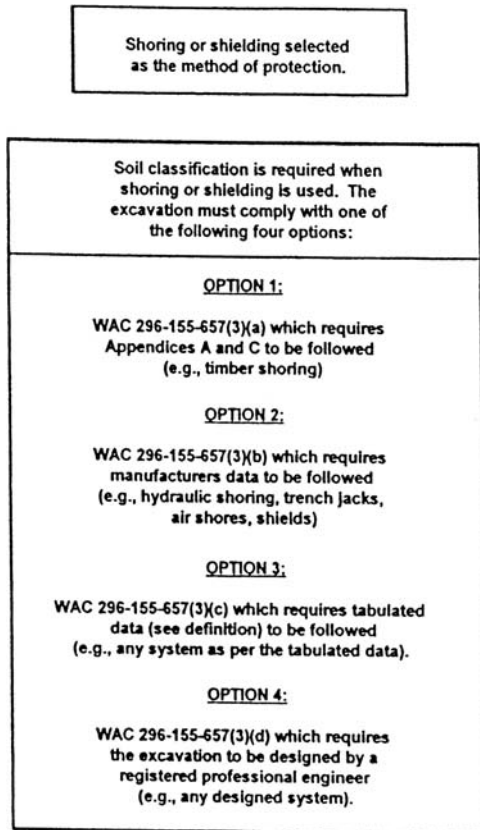 Shoring or shielding selected
as the method of protection.
Soil classification is required when
shoring or shielding is used. The
excavation must comply with one of
the following four options:
OPTION 1:
WAC 296-155-657(3)(a) which requires
Appendices A and C to be followed
(e.g., timber shoring)
OPTION 2:
WAC 296-155-657(3)(b) which requires
manufacturers data to be followed
(e.g., hydraulic shoring, trench jacks,
air shores, shields)
OPTION 3:
WAC 296-155-657(3)(c) which requires tabulated
data (see definition) to be followed
(e.g., any system as per the tabulated data).
OPTION 4:
WAC 296-155-657(3)(d) which requires
the excavation to be designed by a
registered professional engineer
(e.g., any designed system).